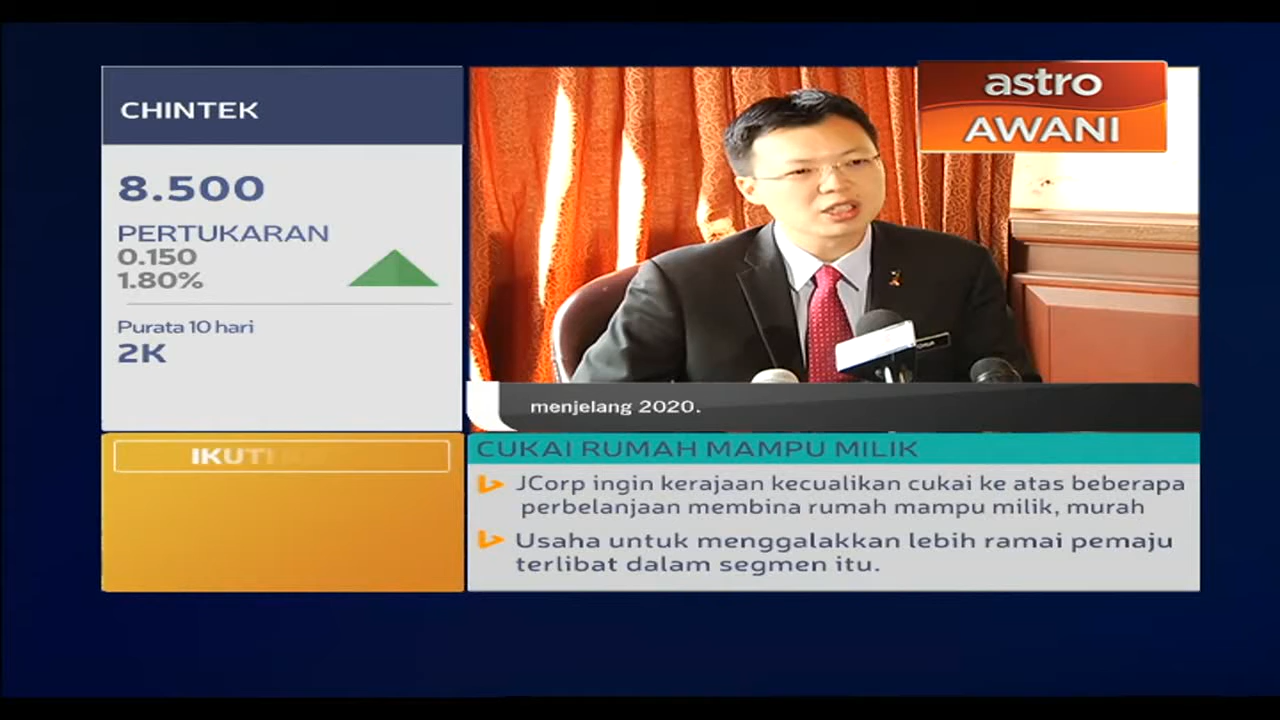 CHINTEK
8.500
PERTUKARAN
0.150
1.80%
Purata 10 hari
2K
astro
AWANI
menjelang 2020.
IKUTI
CUKAI RUMAH MAMPU MILIK
JCorp ingin kerajaan kecualikan cukai ke atas beberapa
perbelanjaan membina rumah mampu milik, murah
Usaha untuk menggalakkan lebih ramai pemaju
terlibat dalam segmen itu.